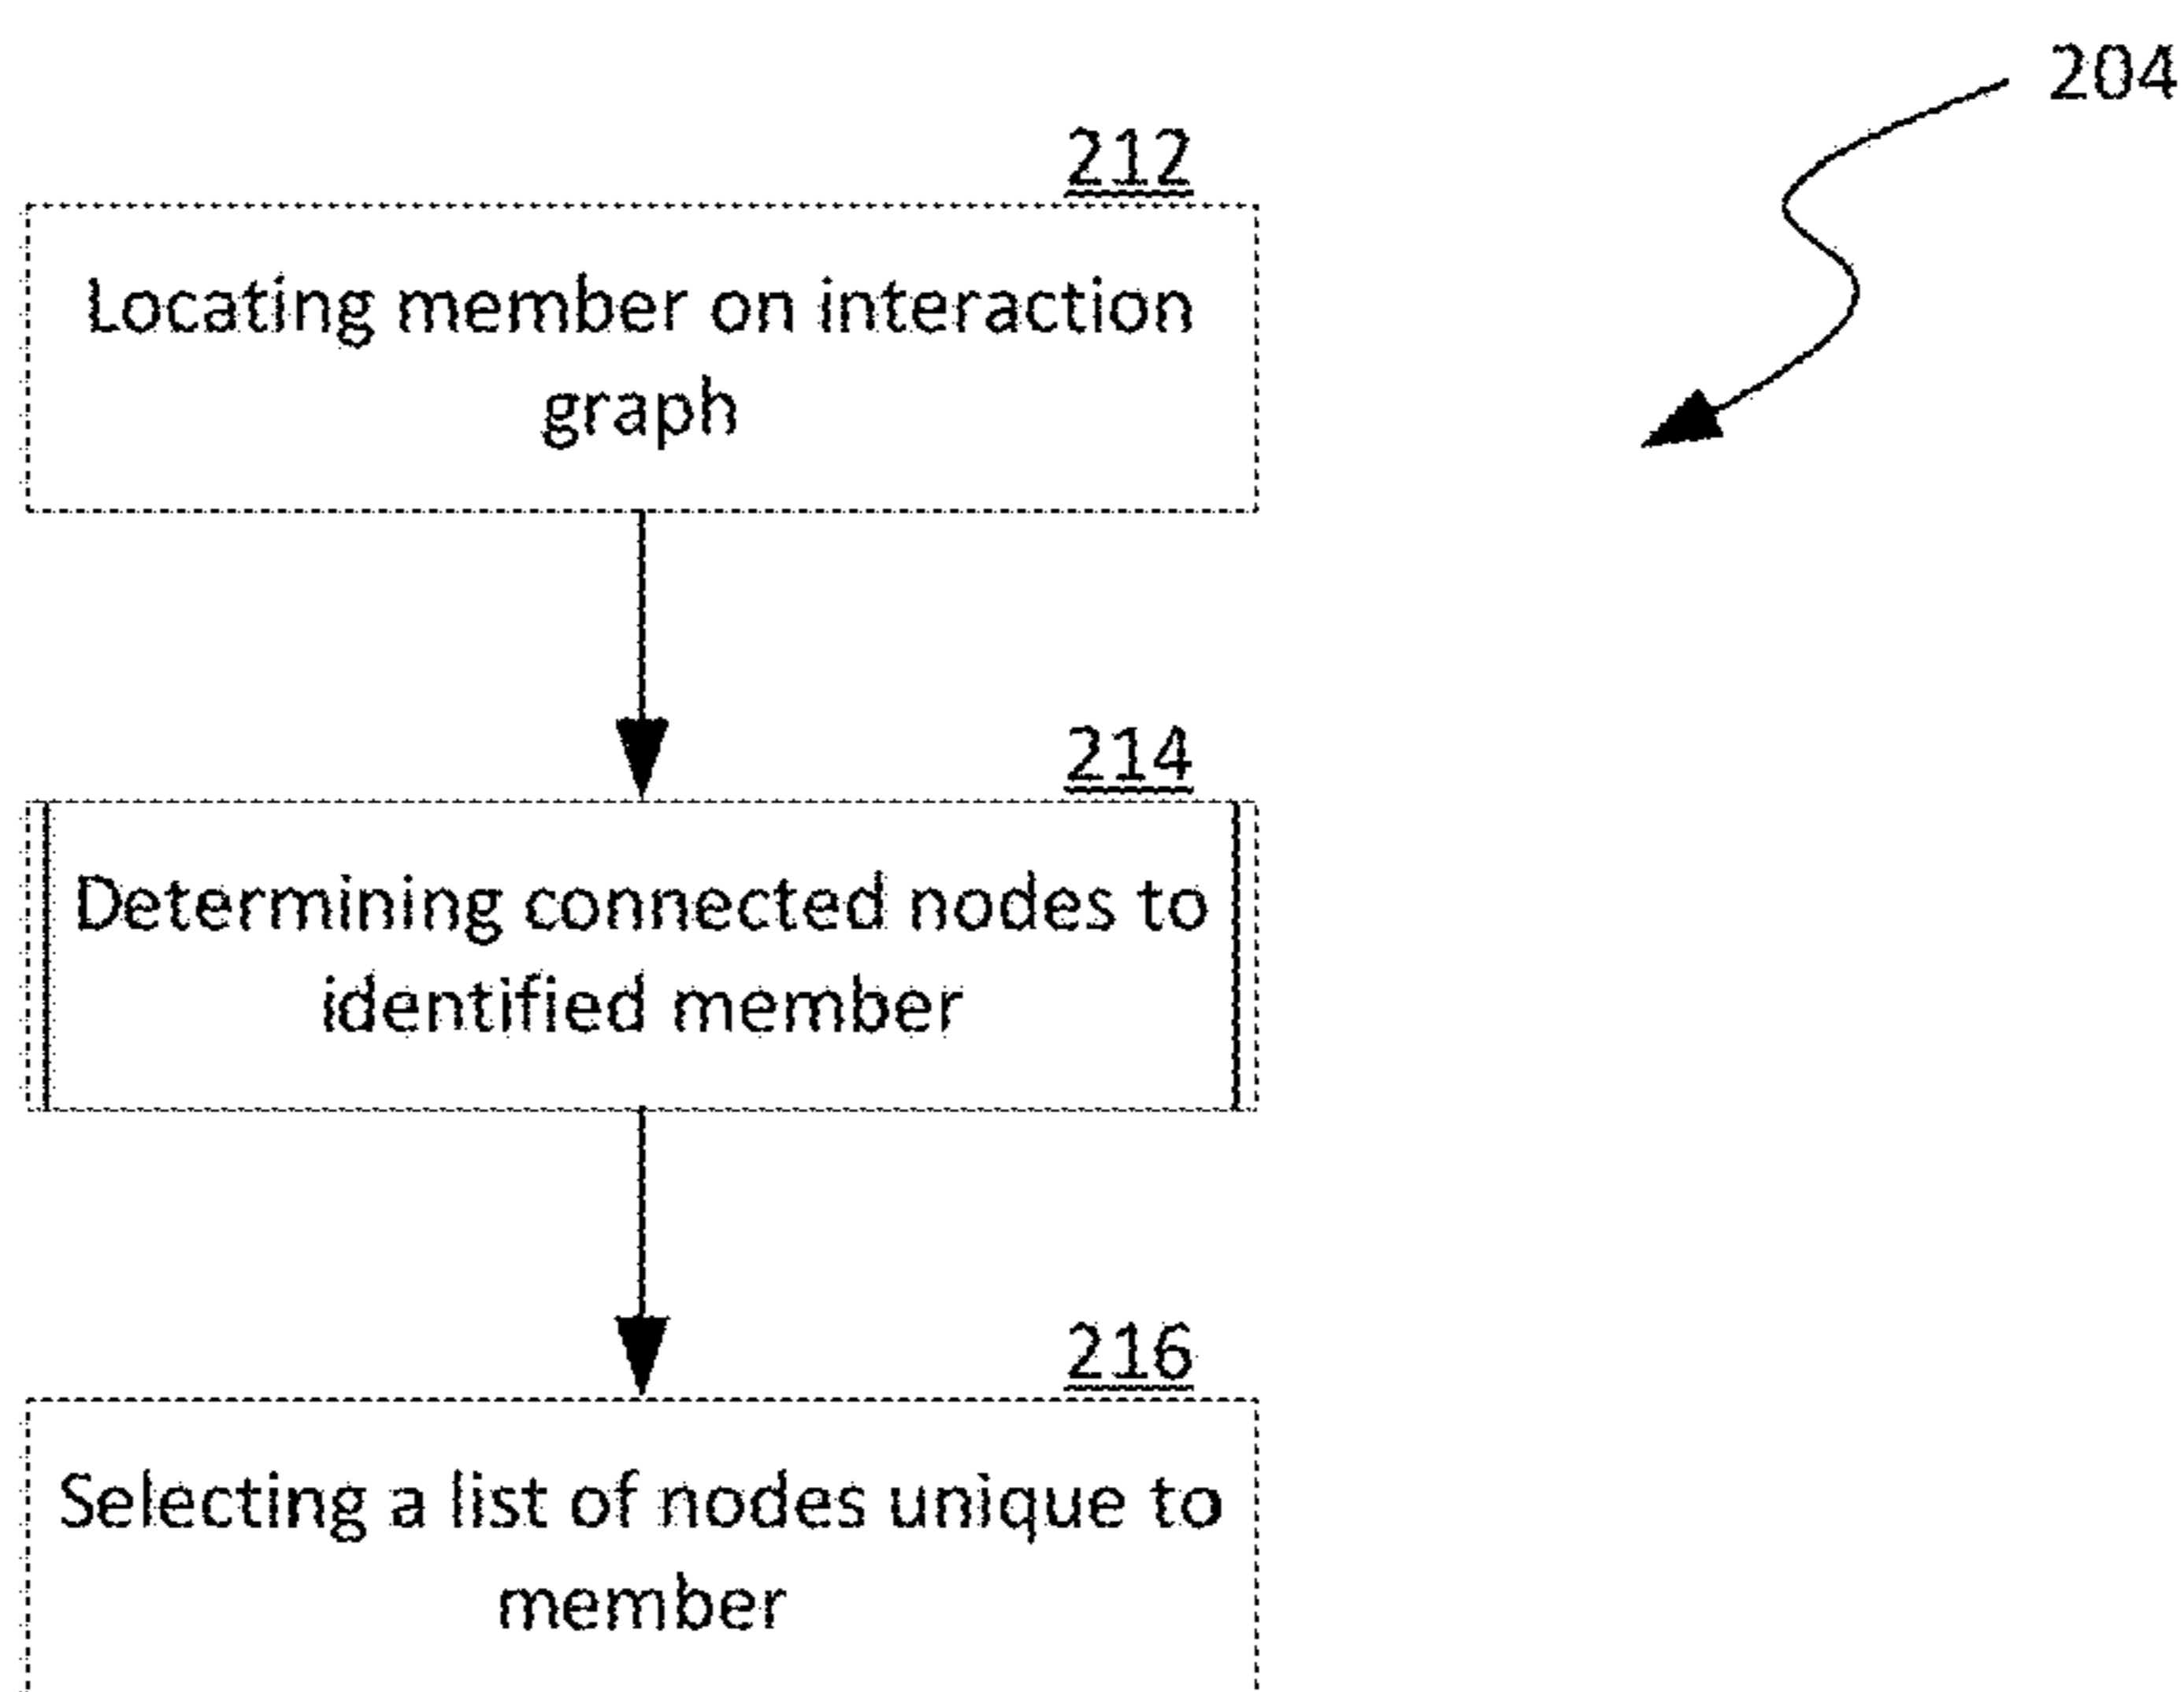 204
212
Locating member on interaction
graph
214
Determining connected nodes to
identified member
216
Selecting a list of nodes unique to
member